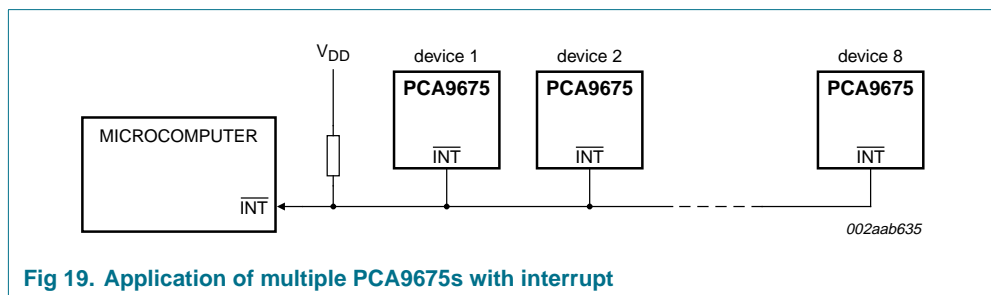 V_DD
device 1
device 2
device 8
PCA9675
PCA9675
PCA9675
MICROCOMPUTER
INT
INT
INT
INT
002aab635
Fig 19. Application of multiple PCA9675s with interrupt